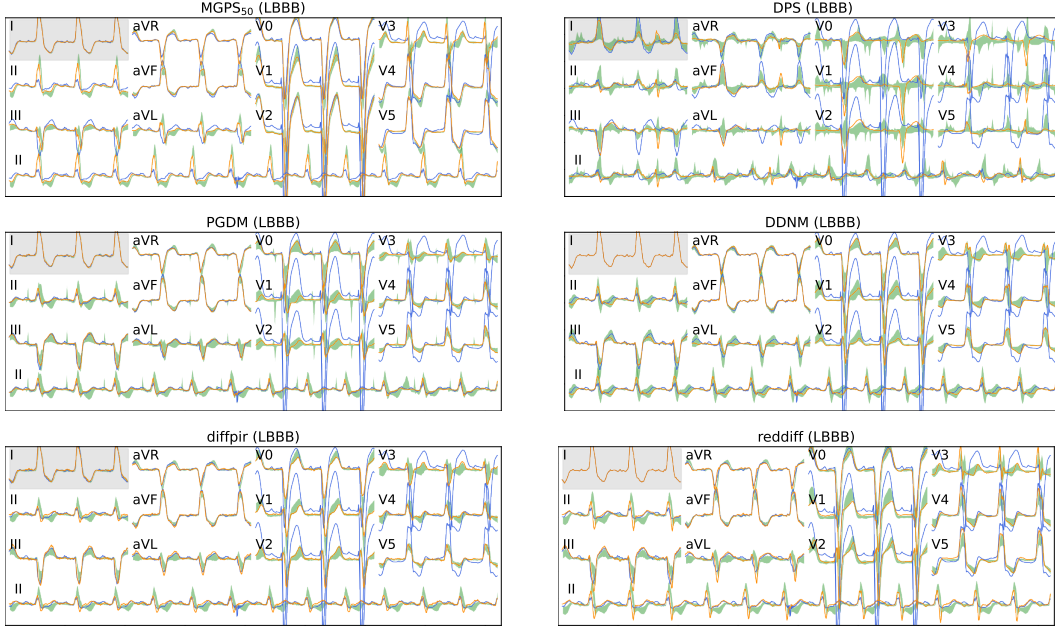 MGPS50 (LBBB)
I aVR V0 V3
II aVF V1 V4
III aVL V2 V5
II
DPS (LBBB)
I aVR V0 V3
II aVF V1 V4
III aVL V2 V5
II
PGDM (LBBB)
I aVR V0 V3
II aVF V1 V4
III aVL V2 V5
II
DDNM (LBBB)
I aVR V0 V3
II aVF V1 V4
III aVL V2 V5
II
diffpir (LBBB)
I aVR V0 V3
II aVF V1 V4
III aVL V2 V5
II
reddiff (LBBB)
I aVR V0 V3
II aVF V1 V4
III aVL V2 V5
II